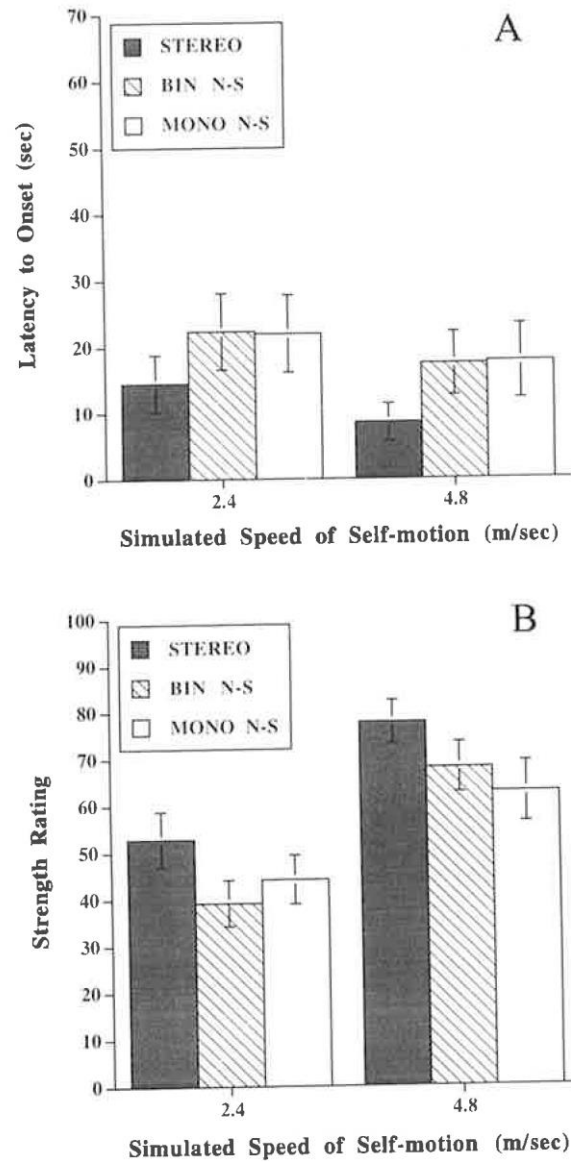 A
70
60
50
40
30
20
10
0
Latency to Onset (sec)
STEREO
BIN N-S
MONO N-S
2.4
4.8
Simulated Speed of Self-motion (m/sec)
B
100
90
80
70
60
50
40
30
20
10
0
Strength Rating
STEREO
BIN N-S
MONO N-S
2.4
4.8
Simulated Speed of Self-motion (m/sec)